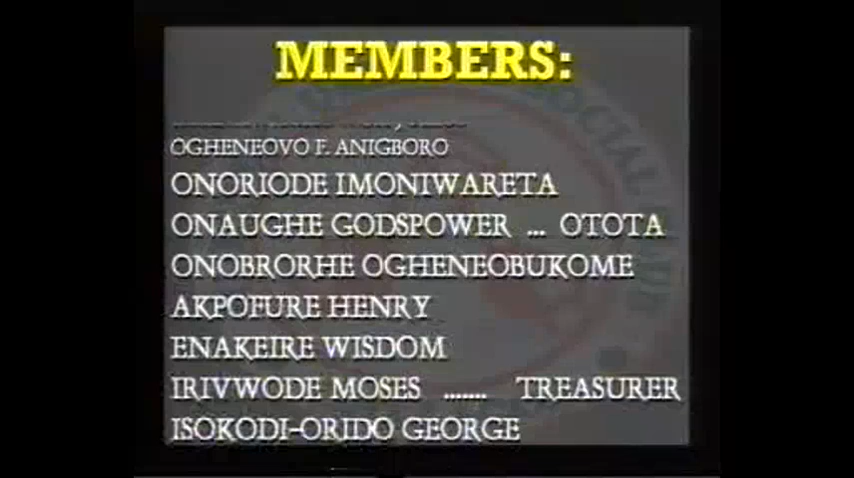 MEMBERS:
OGHENEOVO F. ANIGBORO
ONORIODE IMONIWARETA
ONAUGHE GODSPOWER ... OTOTA
ONOBRORHE OGHENEOBUKOME
AKPOFURE HENRY
ENAKEIRE WISDOM
IRIVWODE MOSES ....... TREASURER
ISOKODI-ORIDO GEORGE
SOCIAL